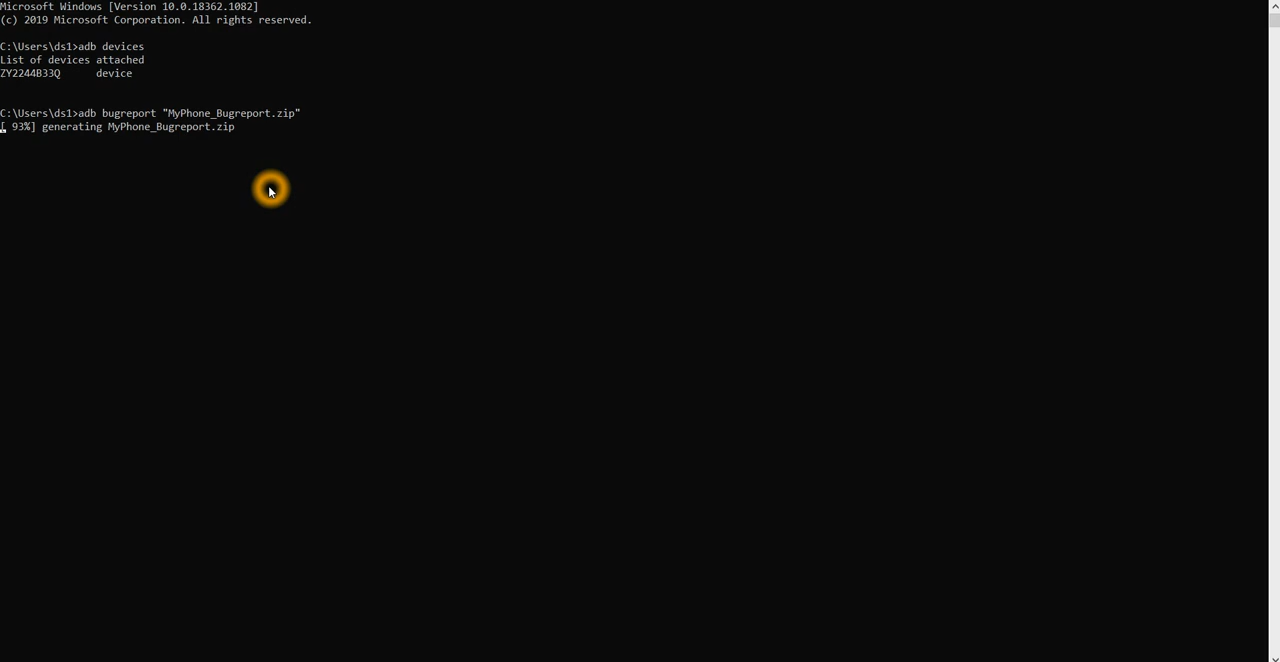 Microsoft Windows [Version 10.0.18362.1082]
(c) 2019 Microsoft Corporation. All rights reserved.
C:\Users\ds1>adb devices
List of devices attached
ZY2244B33Q      device
C:\Users\ds1>adb bugreport "MyPhone_Bugreport.zip"
[ 93%] generating MyPhone_Bugreport.zip